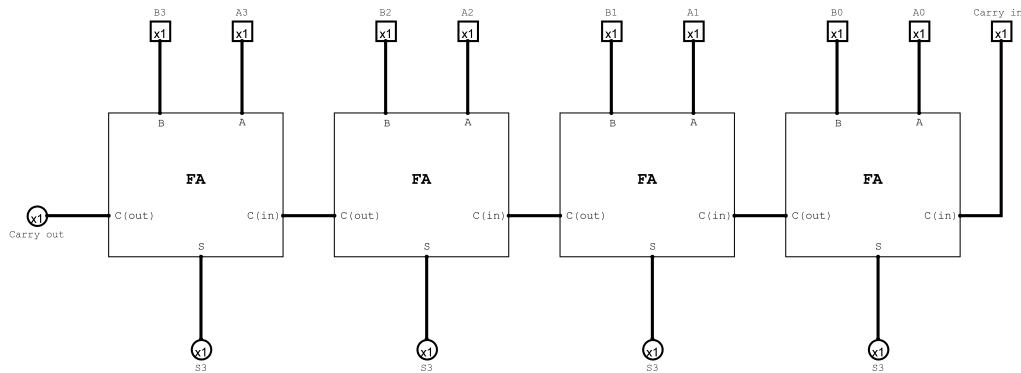 B3 A3 B2 A2 B1 A1 B0 A0 Carry in
x1 x1 x1 x1 x1 x1 x1 x1 x1
B A B A B A B A
FA FA FA FA
x1 C(out) C(in) C(out) C(in) C(out) C(in) C(out) C(in)
Carry out
S S S S
x1 x1 x1 x1
S3 S3 S3 S3